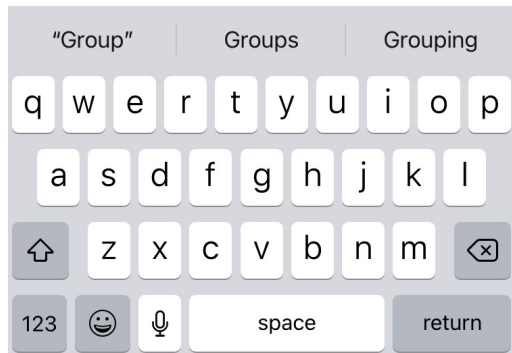 “Group” Groups Grouping
q w e r t y u i o p
a s d f g h j k l
z x c v b n m
123 space return